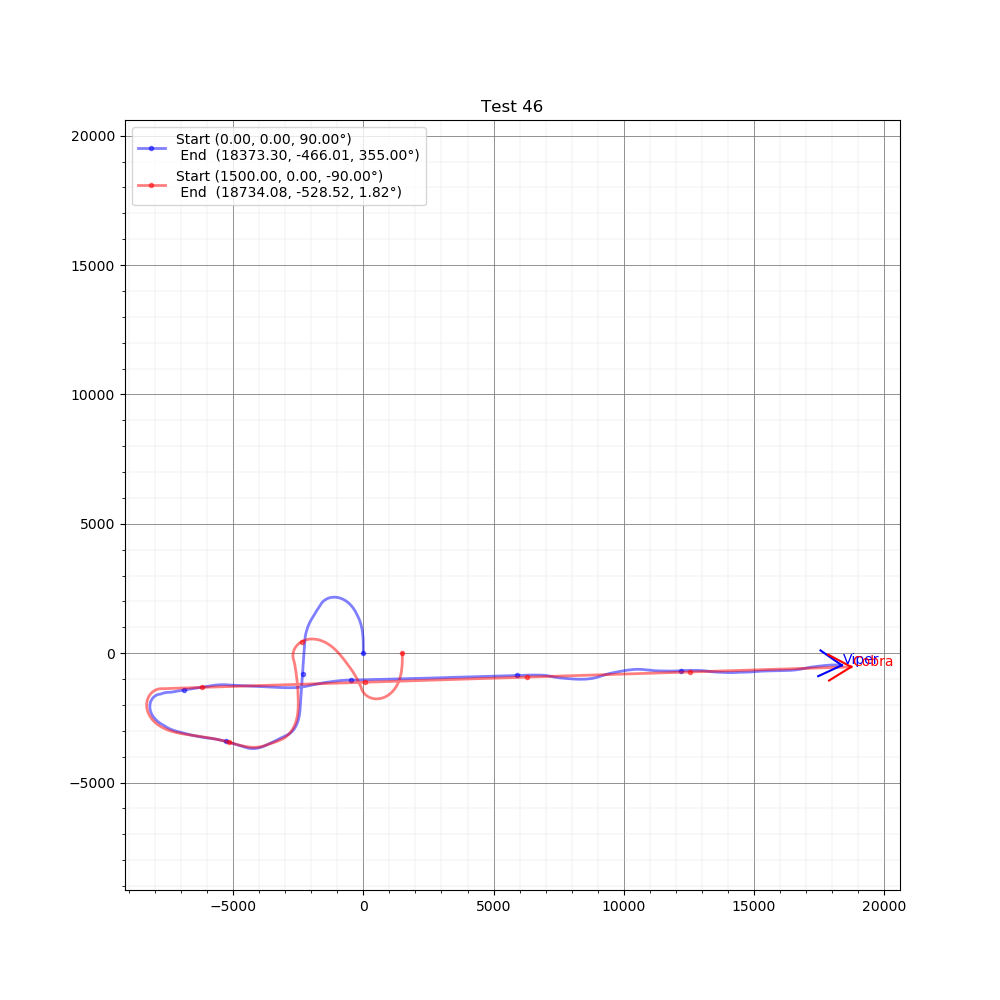 Test 46
Start (0.00, 0.00, 90.00°)
End (18373.30, -466.01, 355.00°)
Start (1500.00, 0.00, -90.00°)
End (18734.08, -528.52, 1.82°)
20000
15000
10000
5000
0
−5000
Viper
Cobra
−5000 0 5000 10000 15000 20000